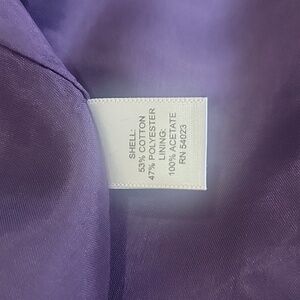 SHELL:
53% COTTON
47% POLYESTER
LINING:
100% ACETATE
RN 54023